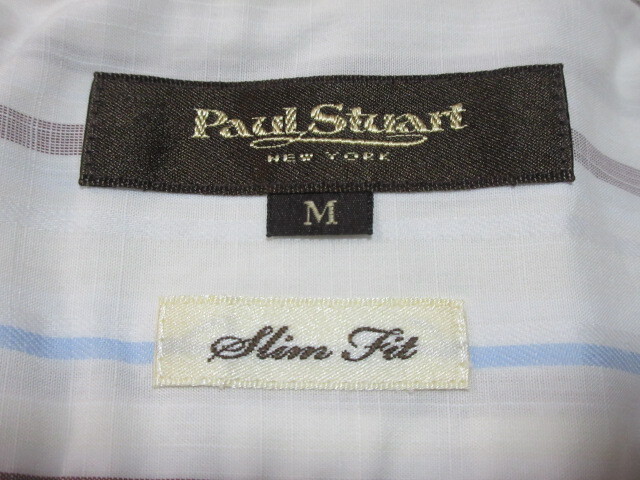 Paul Stuart
NEW YORK
M
Slim Fit